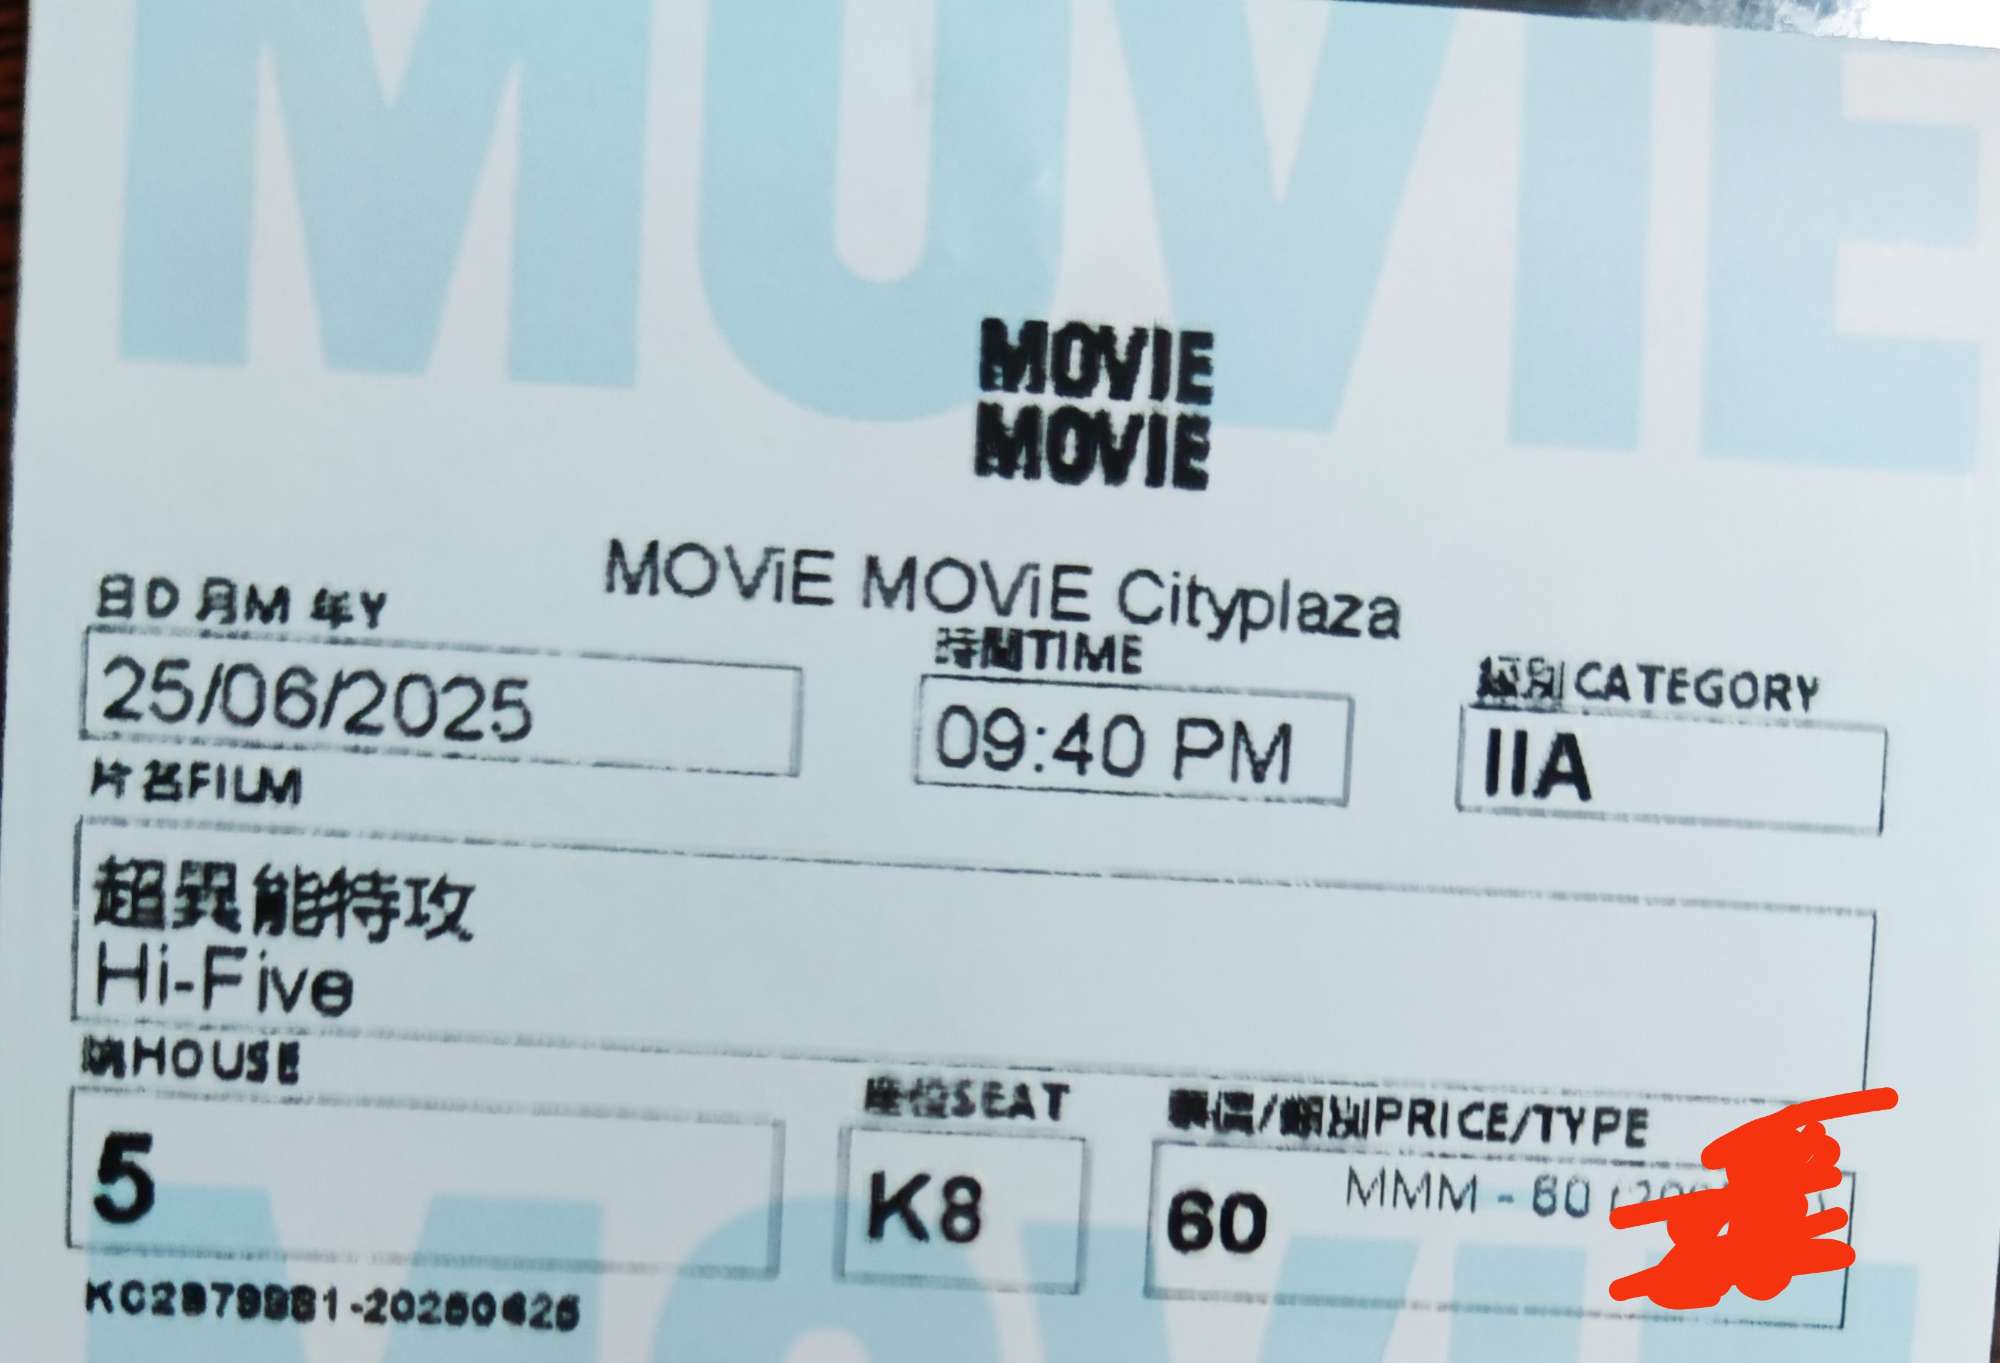 MOVIE
MOVIE
MOVIE
MOViE MOViE Cityplaza
日D 月M 年Y
時間TIME
級別CATEGORY
25/06/2025
09:40 PM
IIA
片名FILM
超異能特攻
Hi-Five
院HOUSE
座位SEAT
票價/類別PRICE/TYPE
5
K8
60
MMM - 60
MOVIE